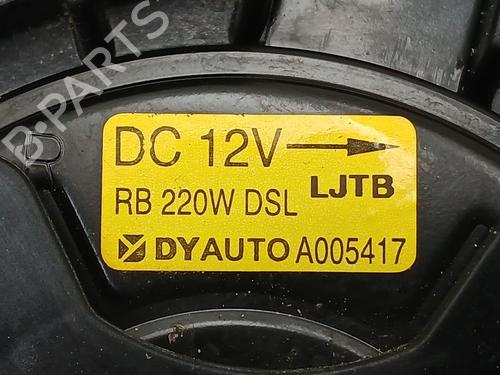 B PARTS
DC 12V
LJTB
RB 220W DSL
DYAUTO A005417